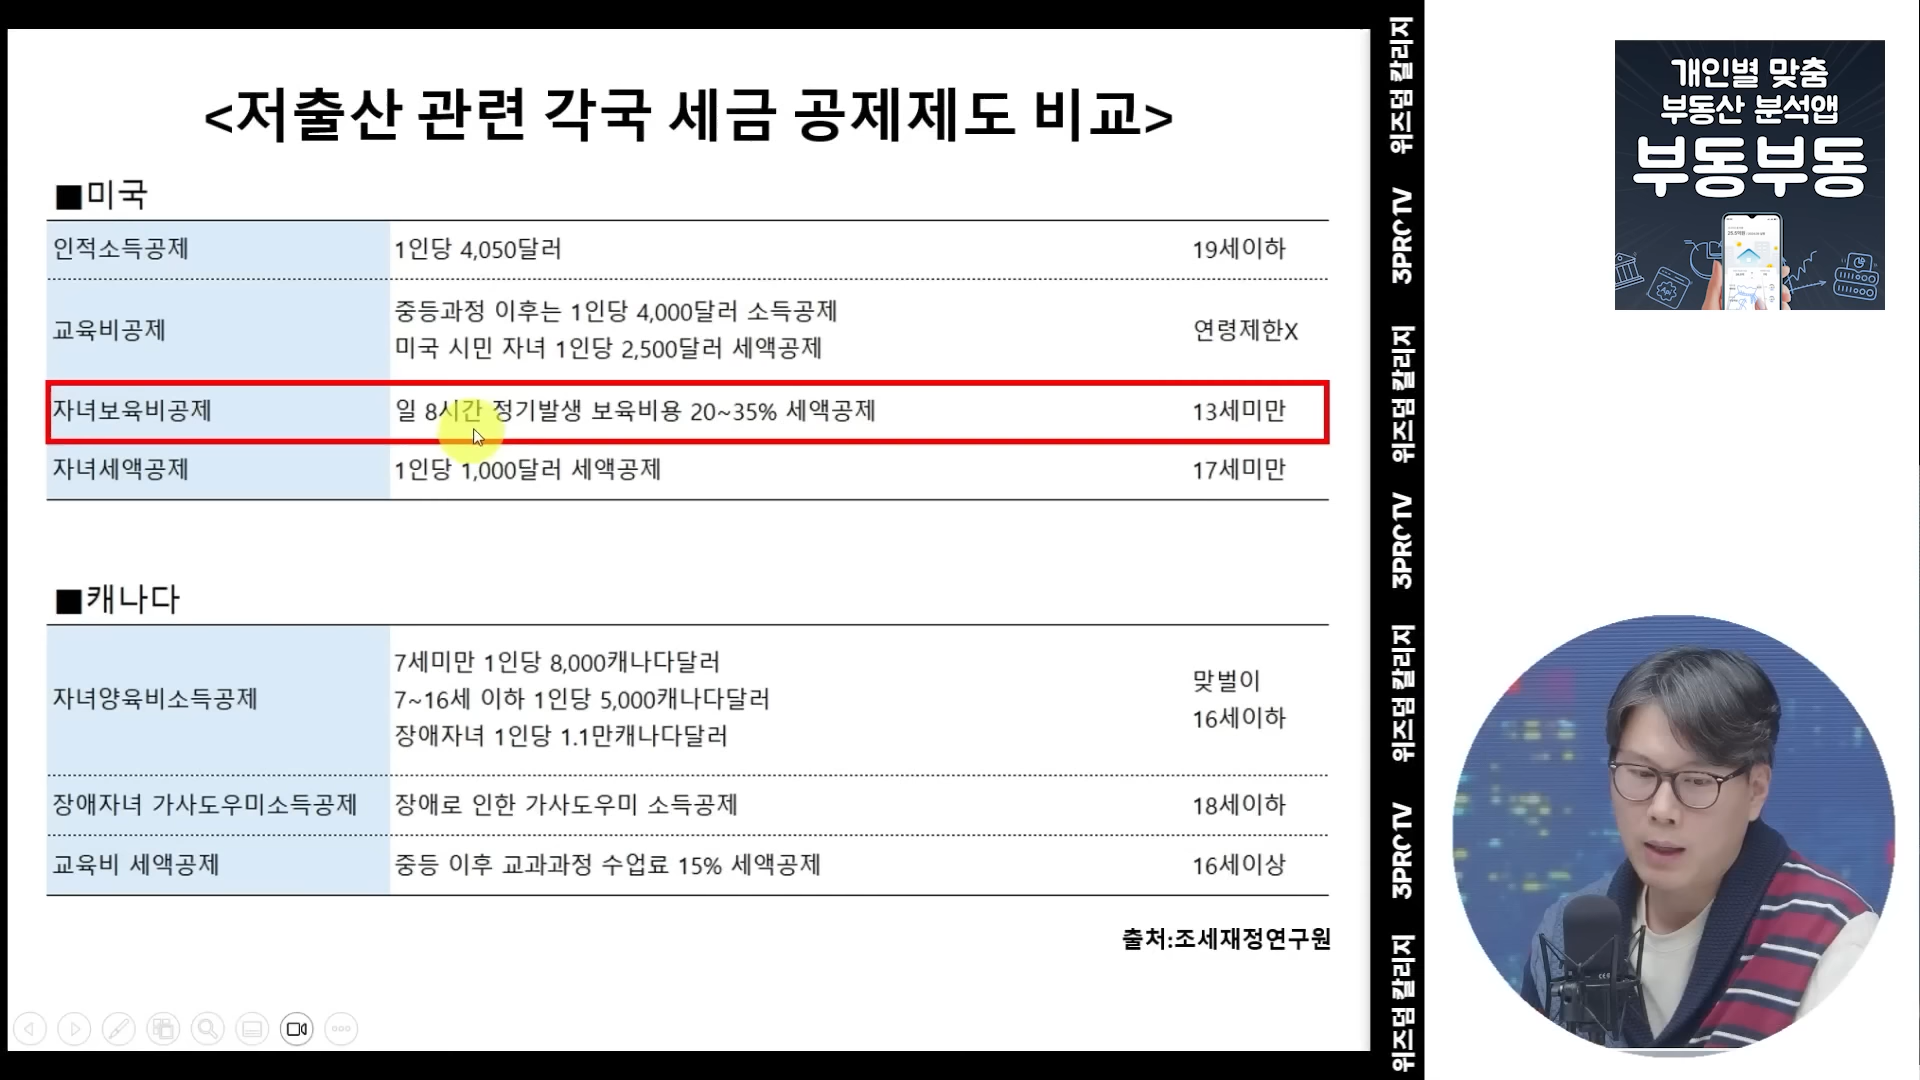 <저출산 관련 각국 세금 공제제도 비교>
■미국
인적소득공제 1인당 4,050달러 19세이하
교육비공제 중등과정 이후는 1인당 4,000달러 소득공제 연령제한X
미국 시민 자녀 1인당 2,500달러 세액공제
자녀보육비공제 일 8시간 정기발생 보육비용 20~35% 세액공제 13세미만
자녀세액공제 1인당 1,000달러 세액공제 17세미만
■캐나다
자녀양육비소득공제 7세미만 1인당 8,000캐나다달러 맞벌이
7~16세 이하 1인당 5,000캐나다달러 16세이하
장애자녀 1인당 1.1만캐나다달러
장애자녀 가사도우미소득공제 장애로 인한 가사도우미 소득공제 18세이하
교육비 세액공제 중등 이후 교과과정 수업료 15% 세액공제 16세이상
출처:조세재정연구원
위즈덤 칼리지
3PROTV
위즈덤 칼리지
3PROTV
위즈덤 칼리지
3PROTV
위즈덤 칼리지
개인별 맞춤
부동산 분석앱
부동부동
Api